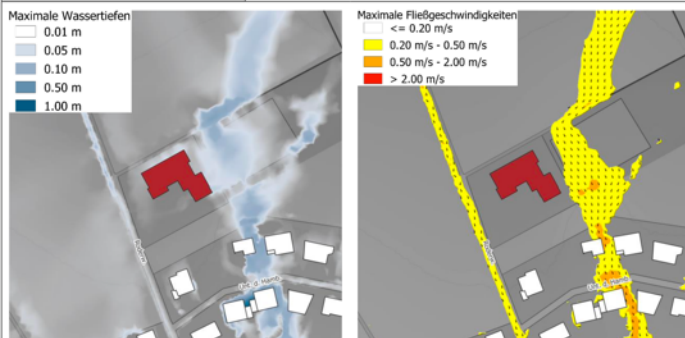 Maximale Wassertiefen
0.01 m
0.05 m
0.10 m
0.50 m
1.00 m
Maximale Fließgeschwindigkeiten
<= 0.20 m/s
0.20 m/s - 0.50 m/s
0.50 m/s - 2.00 m/s
> 2.00 m/s